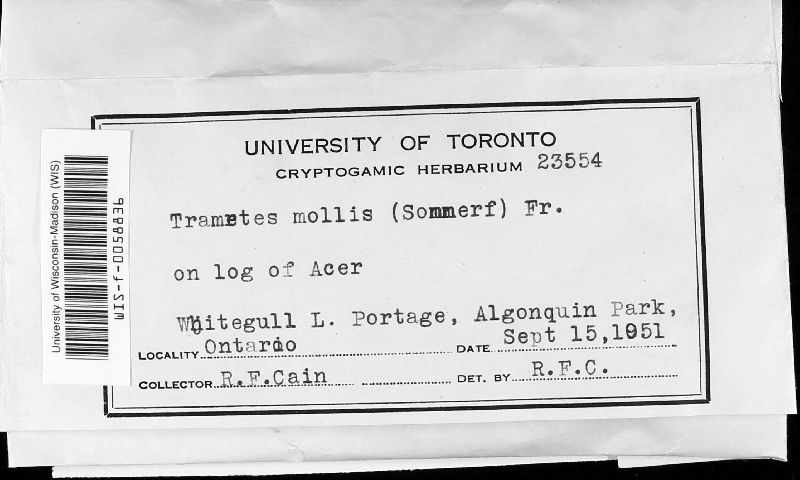 UNIVERSITY OF TORONTO
CRYPTOGAMIC HERBARIUM 23554
Trametes mollis (Sommerf) Fr.
on log of Acer
Whitegull L. Portage, Algonquin Park,
LOCALITY Ontario DATE Sept 15,1951
COLLECTOR R.F.Cain DET. BY R.F.C.
University of Wisconsin-Madison (WIS)
WIS-f-0058836